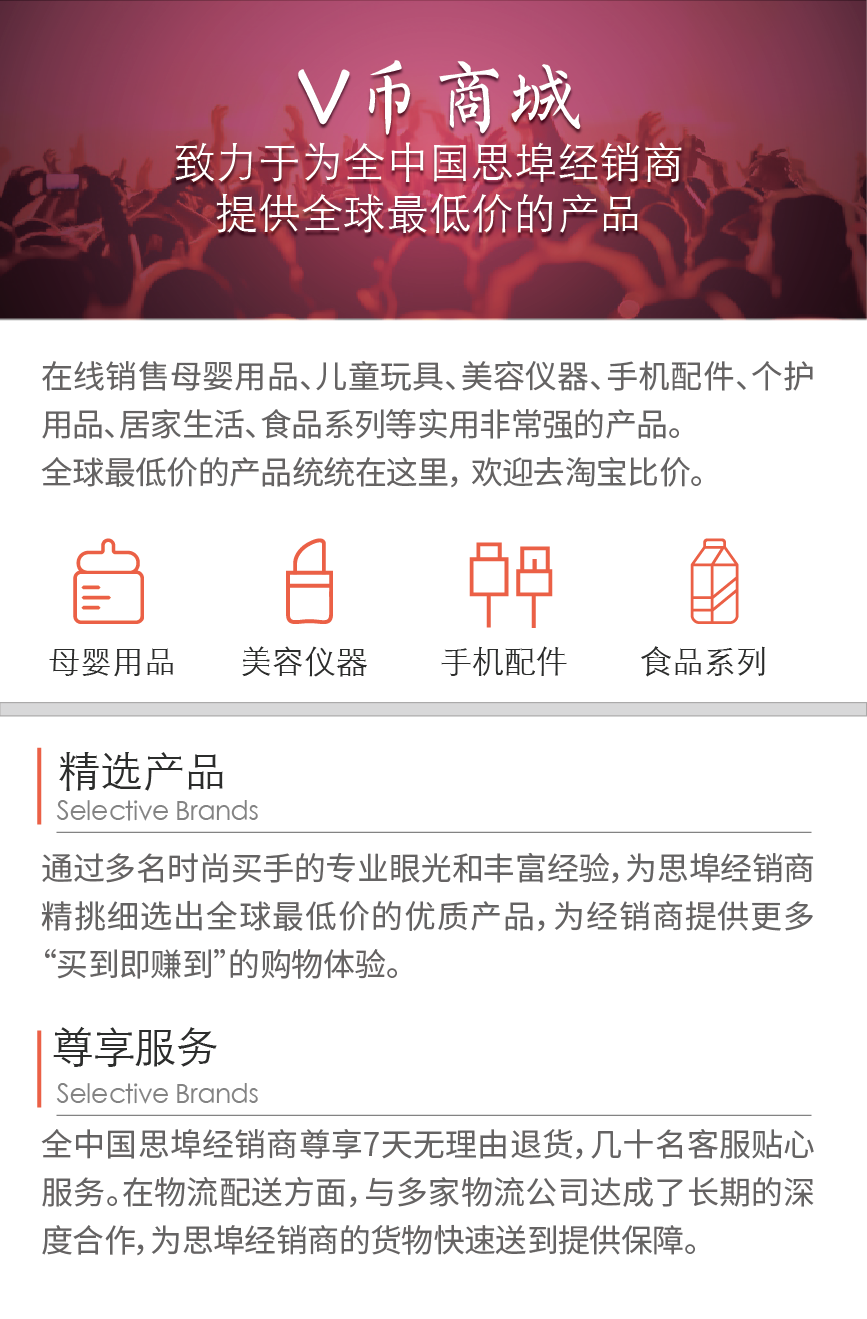 V币商城
致力于为全中国思埠经销商
提供全球最低价的产品
在线销售母婴用品、儿童玩具、美容仪器、手机配件、个护
用品、居家生活、食品系列等实用非常强的产品。
全球最低价的产品统统在这里，欢迎去淘宝比价。
母婴用品 美容仪器 手机配件 食品系列
精选产品
Selective Brands
通过多名时尚买手的专业眼光和丰富经验，为思埠经销商
精挑细选出全球最低价的优质产品，为经销商提供更多
“买到即赚到”的购物体验。
尊享服务
Selective Brands
全中国思埠经销商尊享7天无理由退货，几十名客服贴心
服务。在物流配送方面，与多家物流公司达成了长期的深
度合作，为思埠经销商的货物快速送到提供保障。